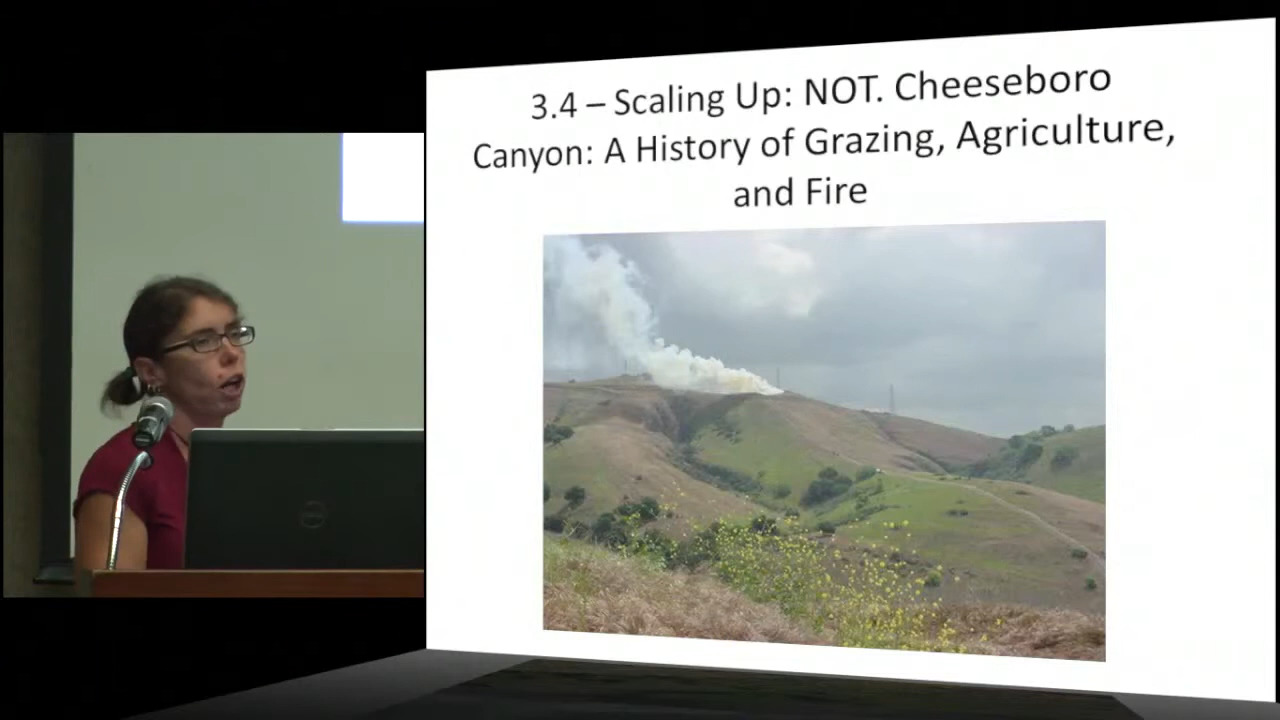 3.4 – Scaling Up: NOT. Cheeseboro
Canyon: A History of Grazing, Agriculture,
and Fire